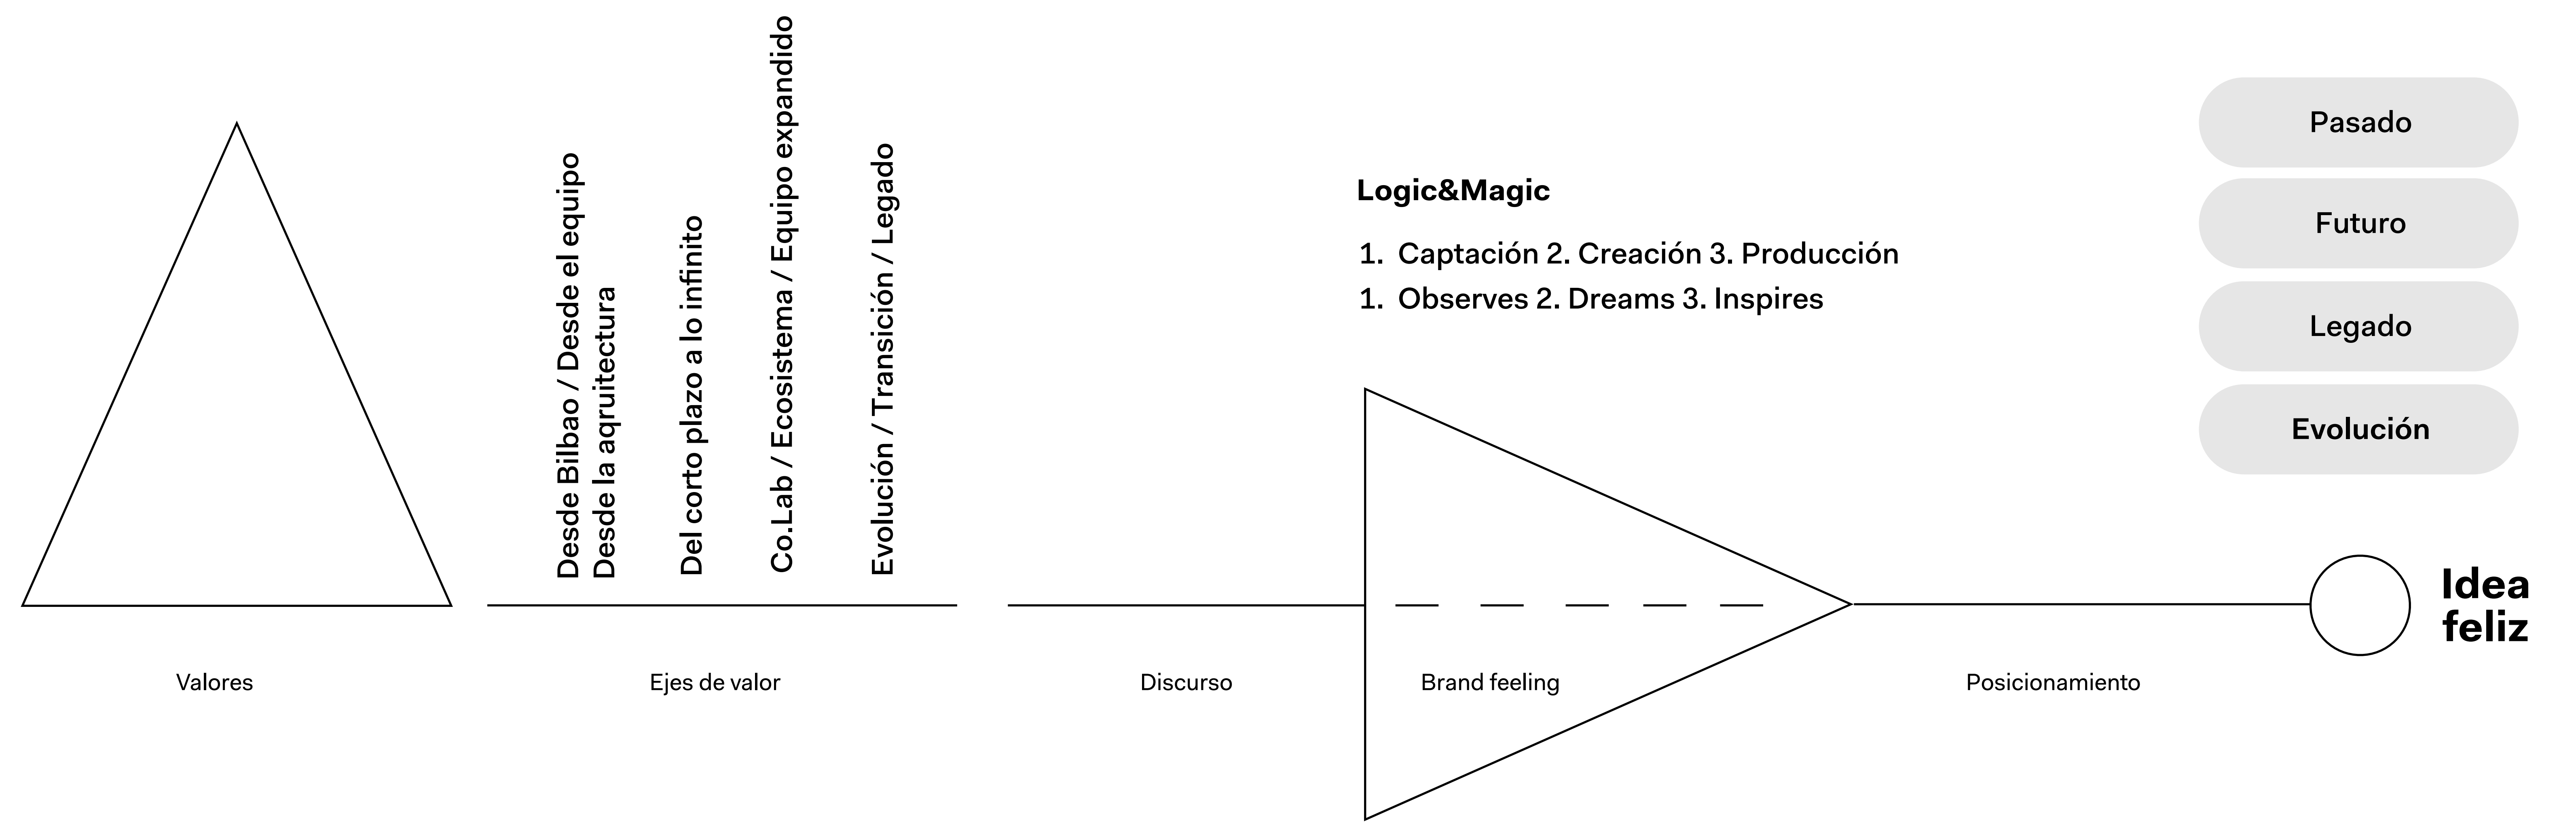 Desde Bilbao / Desde el equipo
Desde la aqruitectura
Del corto plazo a lo infinito
Co.Lab / Ecosistema / Equipo expandido
Evolución / Transición / Legado
Logic&Magic
1. Captación 2. Creación 3. Producción
1. Observes 2. Dreams 3. Inspires
Pasado
Futuro
Legado
Evolución
Idea
feliz
Valores
Ejes de valor
Discurso
Brand feeling
Posicionamiento